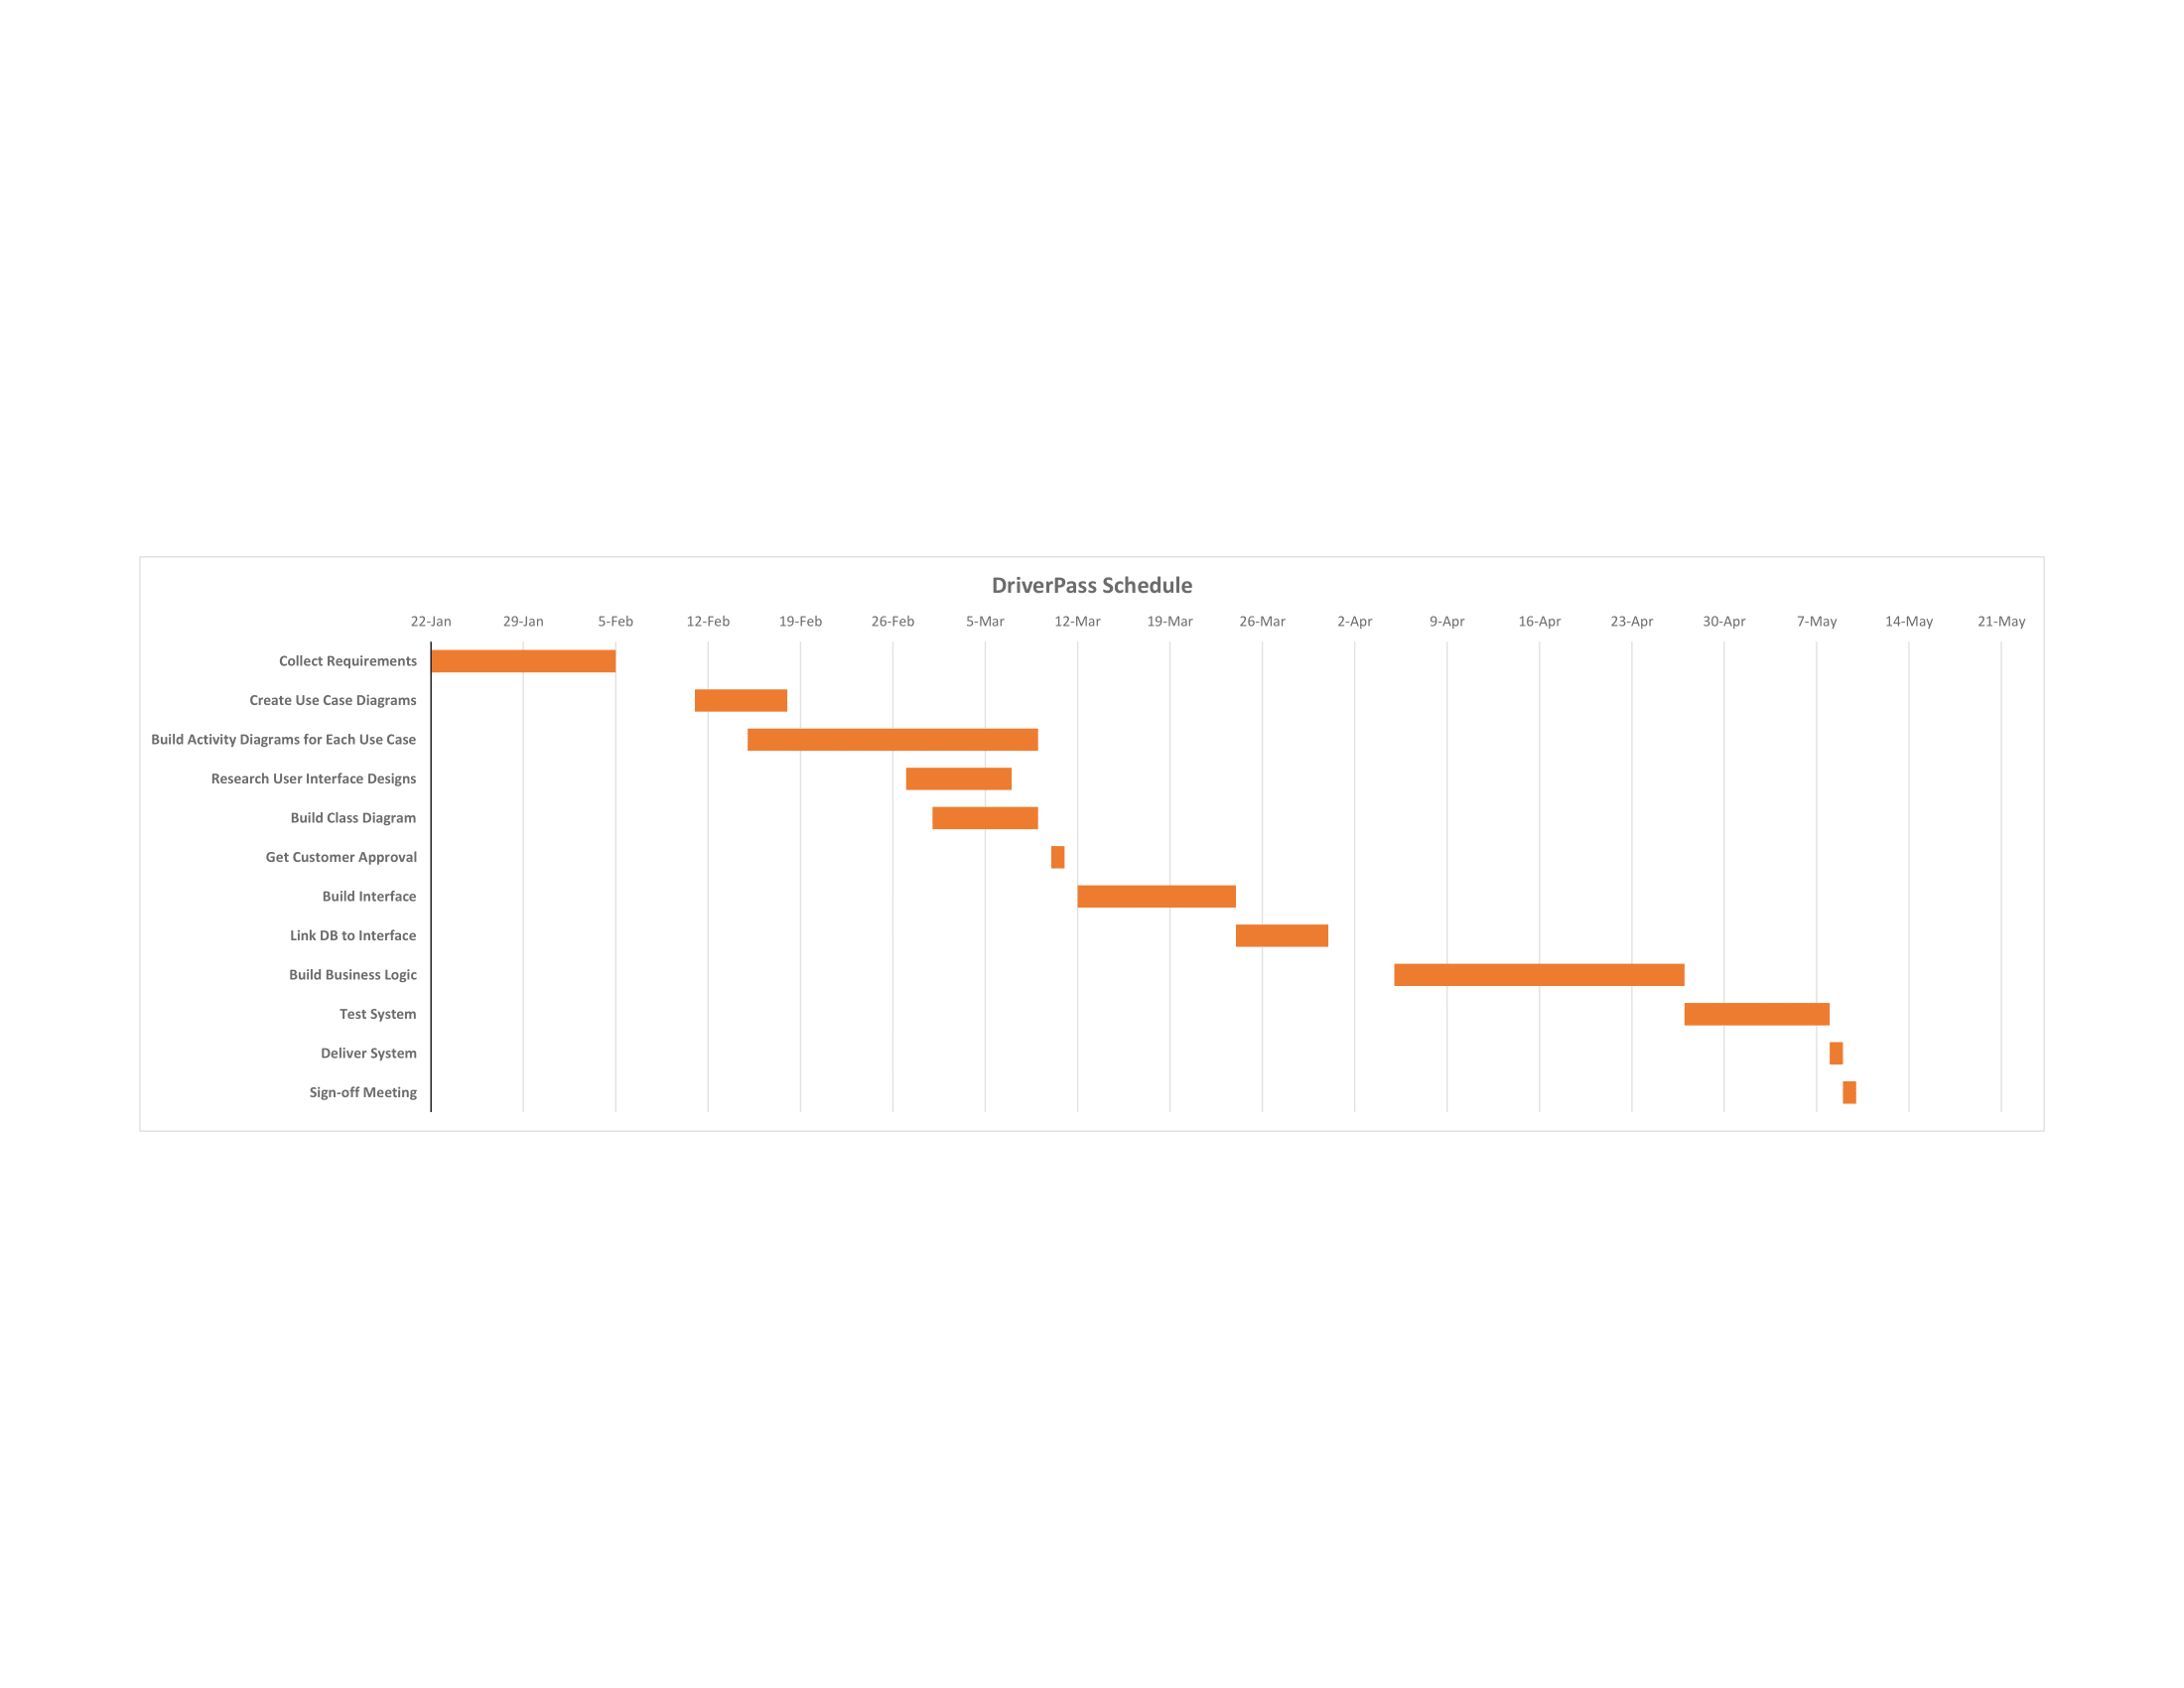 DriverPass Schedule
22-Jan 29-Jan 5-Feb 12-Feb 19-Feb 26-Feb 5-Mar 12-Mar 19-Mar 26-Mar 2-Apr 9-Apr 16-Apr 23-Apr 30-Apr 7-May 14-May 21-May
Collect Requirements
Create Use Case Diagrams
Build Activity Diagrams for Each Use Case
Research User Interface Designs
Build Class Diagram
Get Customer Approval
Build Interface
Link DB to Interface
Build Business Logic
Test System
Deliver System
Sign-off Meeting